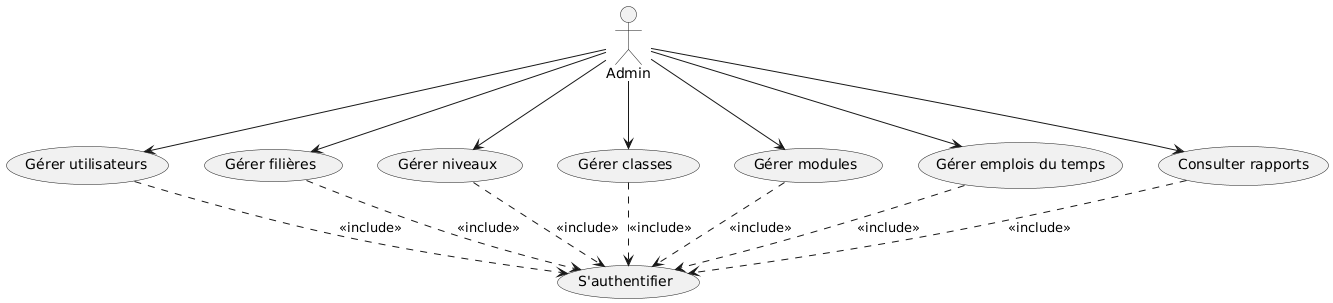 Admin
Gérer utilisateurs
Gérer filières
Gérer niveaux
Gérer classes
Gérer modules
Gérer emplois du temps
Consulter rapports
«include»
«include»
«include»
«include»
«include»
«include»
«include»
S'authentifier